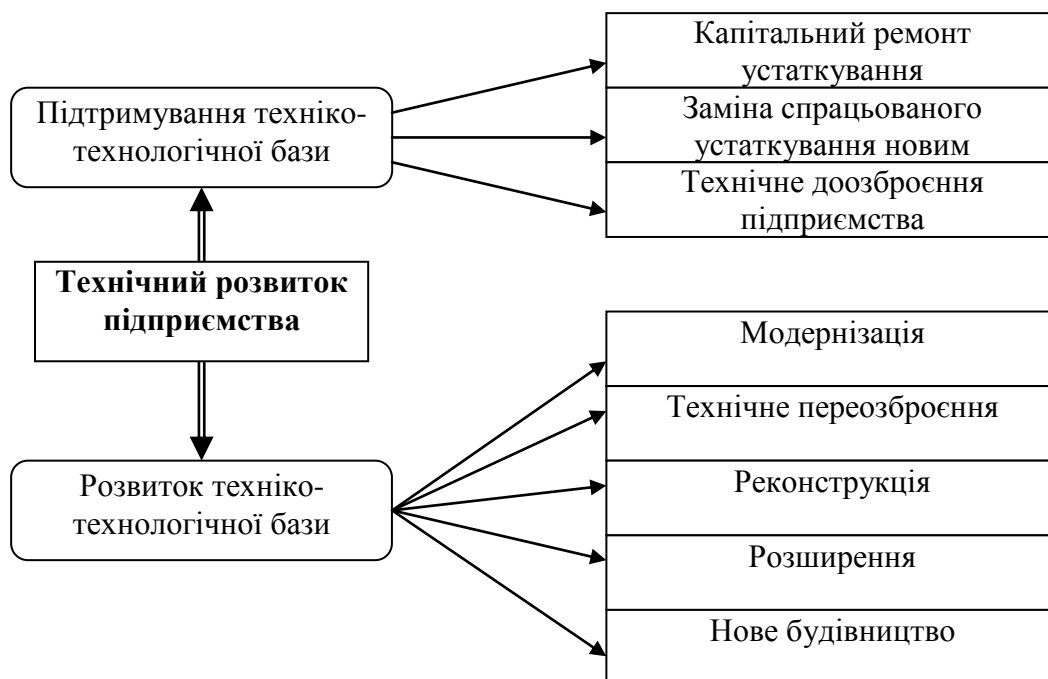 Капітальний ремонт
устаткування
Підтримування техніко-
технологічної бази
Заміна спрацьованого
устаткування новим
Технічне доозброєння
підприємства
Технічний розвиток
підприємства
Модернізація
Технічне переозброєння
Розвиток техніко-
технологічної бази
Реконструкція
Розширення
Нове будівництво